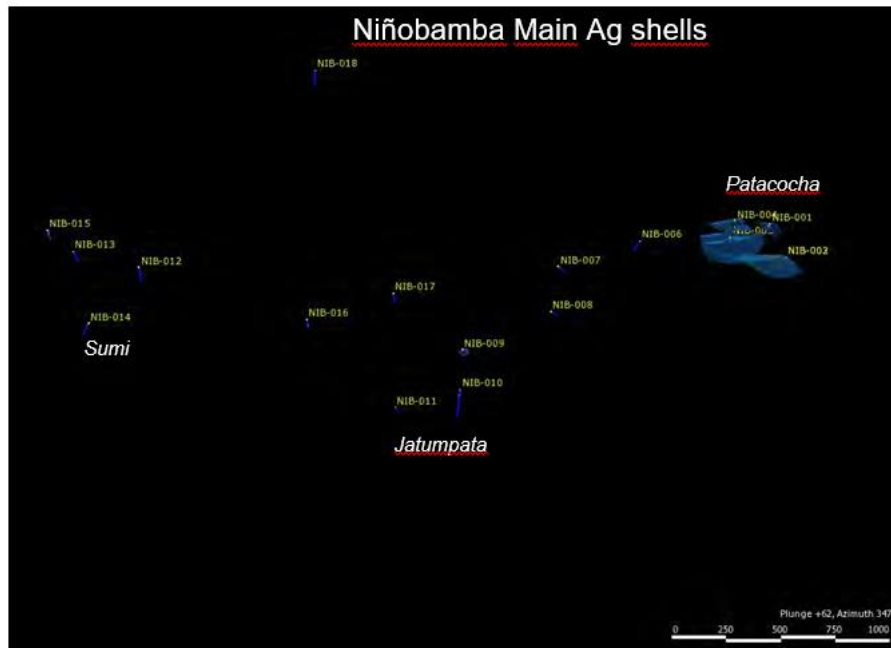 Niñobamba Main Ag shells
NIB-018
Patacocha
NIB-004
NIB-001
NIB-015
NIB-013
NIB-006
NIB-002
NIB-012
NIB-007
NIB-017
NIB-008
NIB-016
NIB-014
Sumi
NIB-009
NIB-010
NIB-011
Jatumpata
Plunge +62, Azimuth 347
0 250 500 750 1000